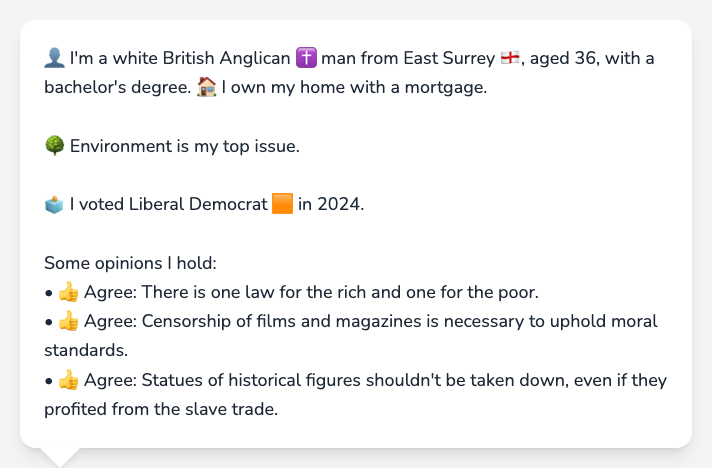 👤 I'm a white British Anglican ✝️ man from East Surrey 🏴󠁧󠁢󠁥󠁮󠁧󠁿, aged 36, with a
bachelor's degree. 🏠 I own my home with a mortgage.
🌳 Environment is my top issue.
🗳️ I voted Liberal Democrat 🟧 in 2024.
Some opinions I hold:
• 👍 Agree: There is one law for the rich and one for the poor.
• 👍 Agree: Censorship of films and magazines is necessary to uphold moral
standards.
• 👍 Agree: Statues of historical figures shouldn't be taken down, even if they
profited from the slave trade.